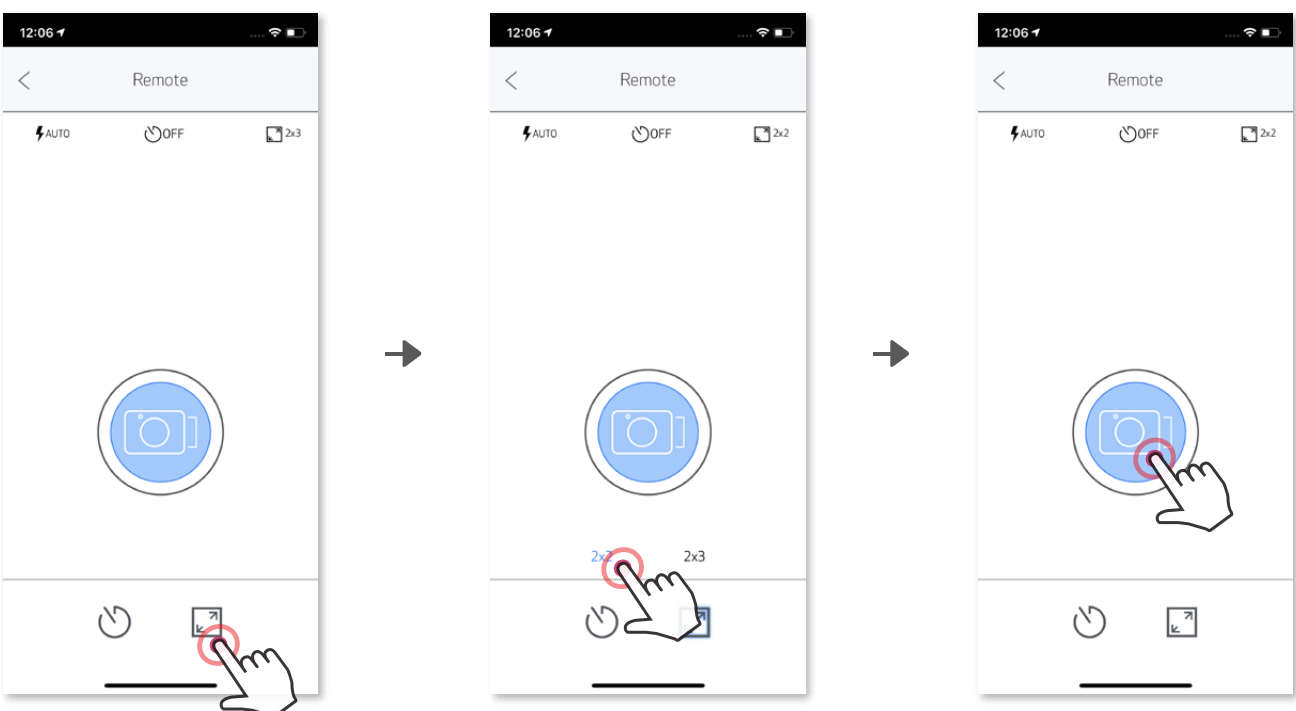 12:06
Remote
AUTO OFF 2x3
12:06
Remote
AUTO OFF 2x2
2x2 2x3
12:06
Remote
AUTO OFF 2x2